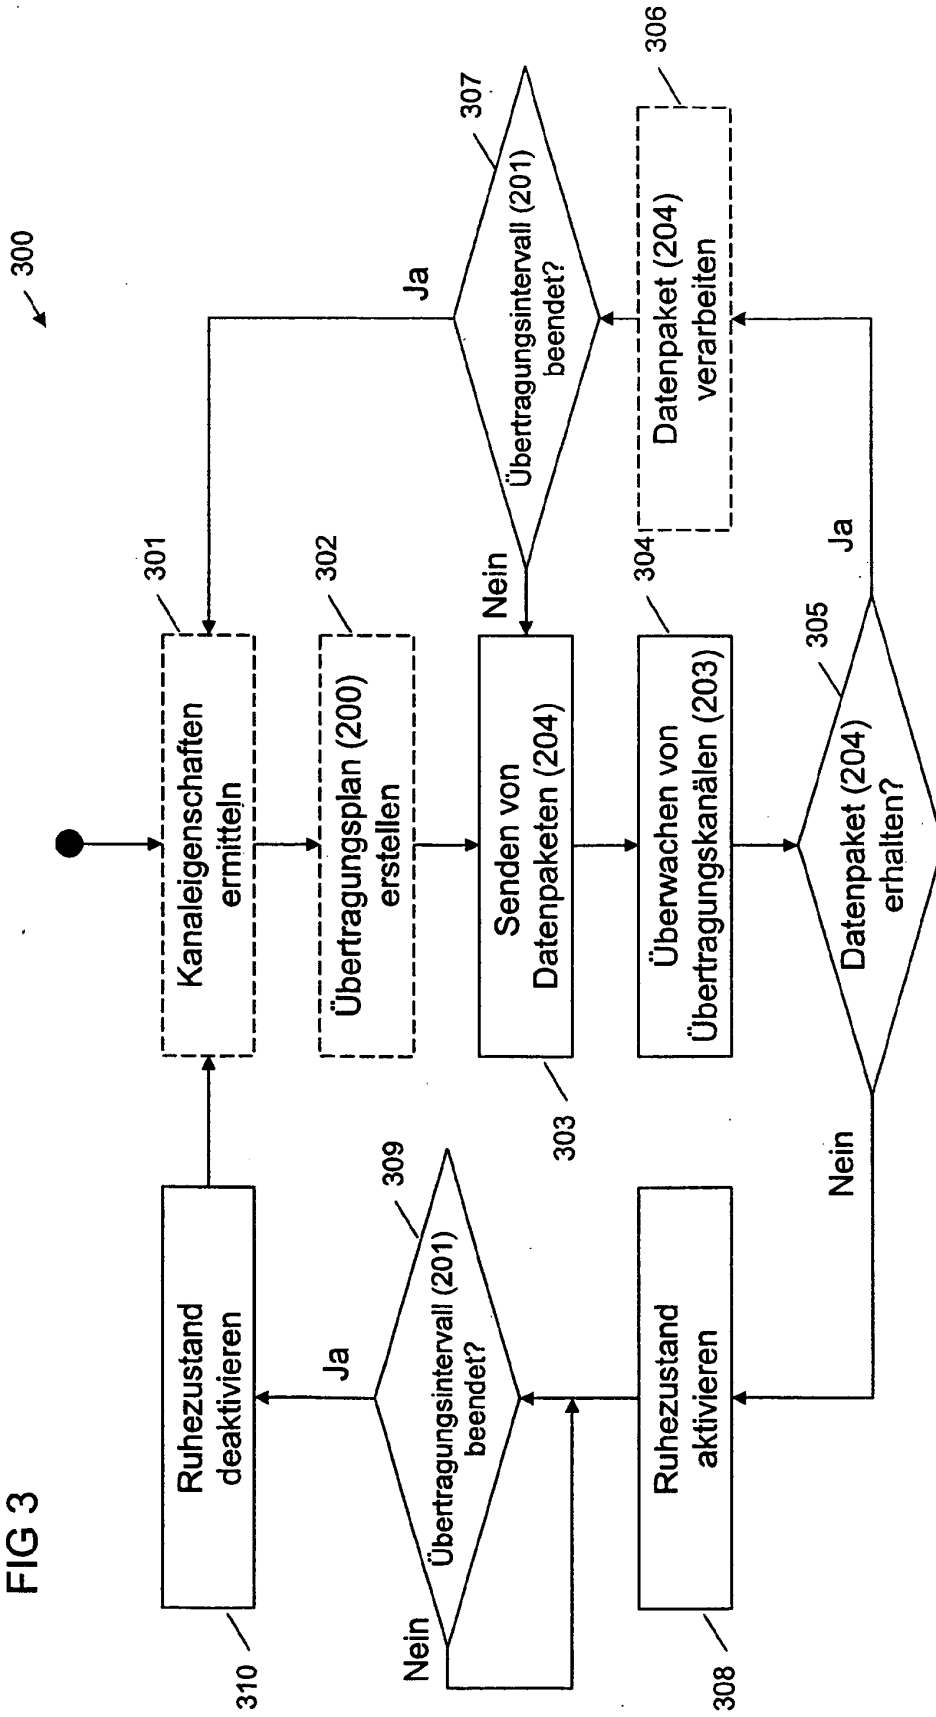 FIG 3
300
301
Kanaleigenschaften
ermitteln
302
Übertragungsplan (200)
erstellen
Senden von
Datenpaketen (204)
303
304
Überwachen von
Übertragungskanälen (203)
305
Datenpaket (204)
erhalten?
Ja
Nein
306
Datenpaket (204)
verarbeiten
307
Übertragungsintervall (201)
beendet?
Ja
Nein
Ruhezustand
aktivieren
308
309
Übertragungsintervall (201)
beendet?
Ja
Nein
Ruhezustand
deaktivieren
310